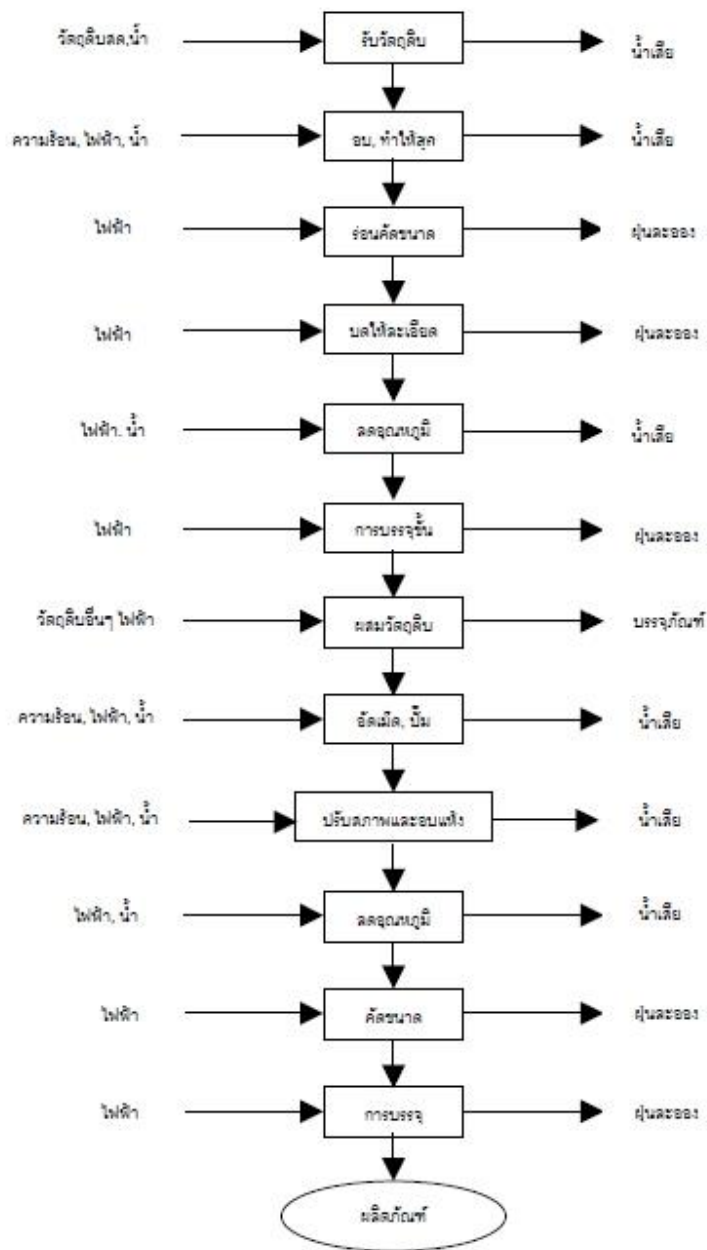 วัตถุดิบสด,น้ำ
รับวัตถุดิบ
น้ำเสีย
ความร้อน, ไฟฟ้า, น้ำ
อบ, ทำให้สุก
น้ำเสีย
ไฟฟ้า
ร่อนคัดขนาด
ฝุ่นละออง
ไฟฟ้า
บดให้ละเอียด
ฝุ่นละออง
ไฟฟ้า. น้ำ
ลดอุณหภูมิ
น้ำเสีย
ไฟฟ้า
การบรรจุขั้น
ฝุ่นละออง
วัตถุดิบอื่นๆ ไฟฟ้า
ผสมวัตถุดิบ
บรรจุภัณฑ์
ความร้อน, ไฟฟ้า, น้ำ
อัดเม็ด, ปั๊ม
น้ำเสีย
ความร้อน, ไฟฟ้า, น้ำ
ปรับสภาพและอบแห้ง
น้ำเสีย
ไฟฟ้า, น้ำ
ลดอุณหภูมิ
น้ำเสีย
ไฟฟ้า
คัดขนาด
ฝุ่นละออง
ไฟฟ้า
การบรรจุ
ฝุ่นละออง
ผลิตภัณฑ์